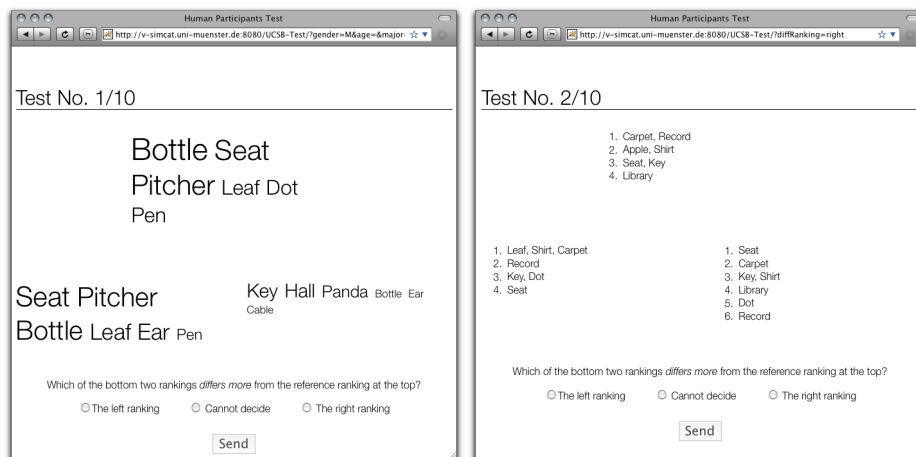 Human Participants Test
http://v-simcat.uni-muenster.de:8080/UCSB-Test/?gender=M&age=&major
Test No. 1/10
Bottle Seat
Pitcher Leaf Dot
Pen
Seat Pitcher
Bottle Leaf Ear Pen
Key Hall Panda Bottle Ear
Cable
Which of the bottom two rankings differs more from the reference ranking at the top?
The left ranking Cannot decide The right ranking
Send
Human Participants Test
http://v-simcat.uni-muenster.de:8080/UCSB-Test/?diffRanking=right
Test No. 2/10
1. Carpet, Record
2. Apple, Shirt
3. Seat, Key
4. Library
1. Leaf, Shirt, Carpet
2. Record
3. Key, Dot
4. Seat
1. Seat
2. Carpet
3. Key, Shirt
4. Library
5. Dot
6. Record
Which of the bottom two rankings differs more from the reference ranking at the top?
The left ranking Cannot decide The right ranking
Send